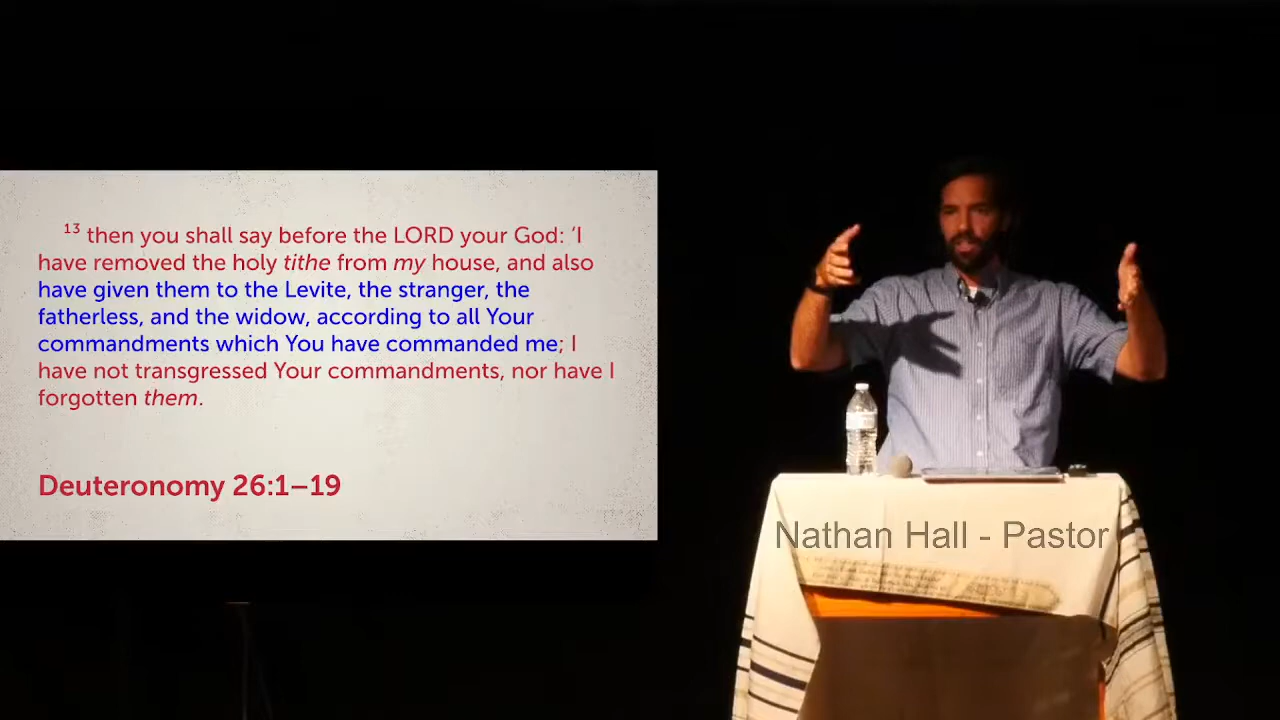 13 then you shall say before the LORD your God: ‘I
have removed the holy tithe from my house, and also
have given them to the Levite, the stranger, the
fatherless, and the widow, according to all Your
commandments which You have commanded me; I
have not transgressed Your commandments, nor have I
forgotten them.
Deuteronomy 26:1–19
Nathan Hall - Pastor